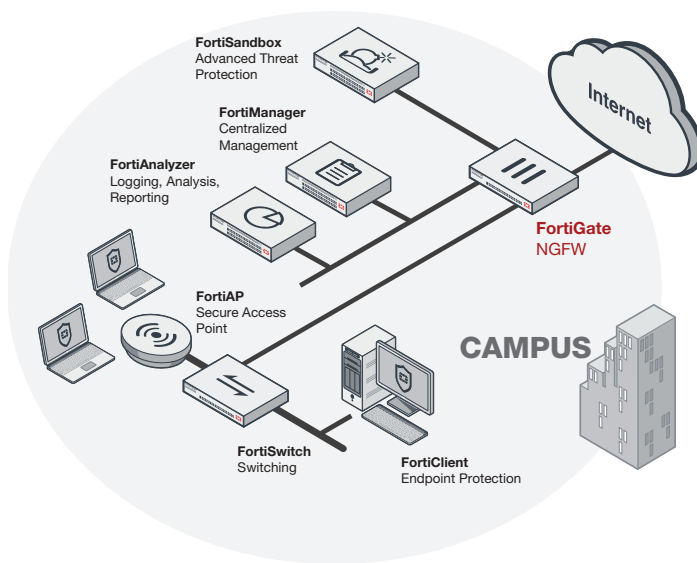 FortiSandbox
Advanced Threat
Protection
Internet
FortiManager
Centralized
Management
FortiAnalyzer
Logging, Analysis,
Reporting
FortiGate
NGFW
FortiAP
Secure Access
Point
CAMPUS
FortiSwitch
Switching
FortiClient
Endpoint Protection